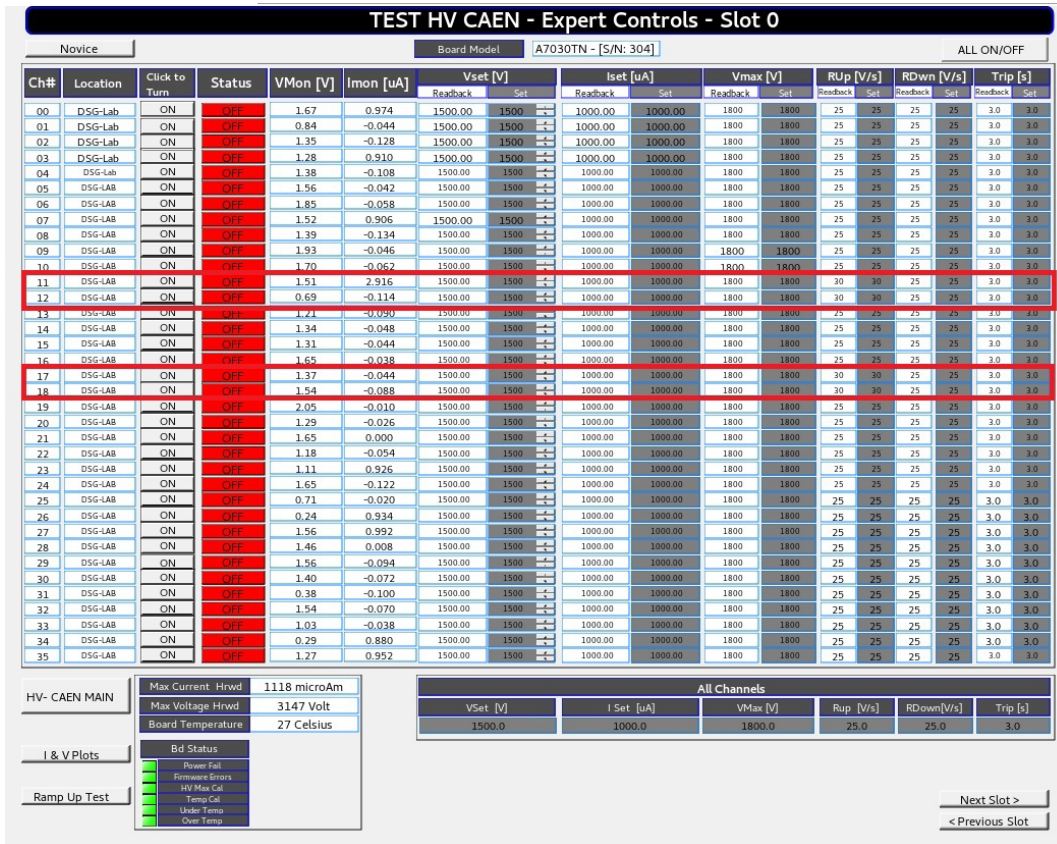 TEST HV CAEN - Expert Controls - Slot 0
Novice Board Model A7030TN - [S/N: 304] ALL ON/OFF
Ch# Location Click to Turn Status VMon [V] Imon [uA] Vset [V] Iset [uA] Vmax [V] RUp [V/s] RDwn [V/s] Trip [s]
Readback Set Readback Set Readback Set Readback Set Readback Set Readback Set
00 DSG-Lab ON OFF 1.67 0.974 1500.00 1500 1000.00 1000.00 1800 1800 25 25 25 25 3.0 3.0
01 DSG-Lab ON OFF 0.84 -0.044 1500.00 1500 1000.00 1000.00 1800 1800 25 25 25 25 3.0 3.0
02 DSG-Lab ON OFF 1.35 -0.128 1500.00 1500 1000.00 1000.00 1800 1800 25 25 25 25 3.0 3.0
03 DSG-Lab ON OFF 1.28 0.910 1500.00 1500 1000.00 1000.00 1800 1800 25 25 25 25 3.0 3.0
04 DSG-Lab ON OFF 1.38 -0.108 1500.00 1500 1000.00 1000.00 1800 1800 25 25 25 25 3.0 3.0
05 DSG-LAB ON OFF 1.56 -0.042 1500.00 1500 1000.00 1000.00 1800 1800 25 25 25 25 3.0 3.0
06 DSG-LAB ON OFF 1.85 -0.058 1500.00 1500 1000.00 1000.00 1800 1800 25 25 25 25 3.0 3.0
07 DSG-LAB ON OFF 1.52 0.906 1500.00 1500 1000.00 1000.00 1800 1800 25 25 25 25 3.0 3.0
08 DSG-LAB ON OFF 1.39 -0.134 1500.00 1500 1000.00 1000.00 1800 1800 25 25 25 25 3.0 3.0
09 DSG-LAB ON OFF 1.93 -0.046 1500.00 1500 1000.00 1000.00 1800 1800 25 25 25 25 3.0 3.0
10 DSG-LAB ON OFF 1.70 -0.062 1500.00 1500 1000.00 1000.00 1800 1800 25 25 25 25 3.0 3.0
11 DSG-LAB ON OFF 1.51 2.916 1500.00 1500 1000.00 1000.00 1800 1800 30 30 25 25 3.0 3.0
12 DSG-LAB ON OFF 0.69 -0.114 1500.00 1500 1000.00 1000.00 1800 1800 30 30 25 25 3.0 3.0
13 DSG-LAB ON OFF 1.21 -0.090 1500.00 1500 1000.00 1000.00 1800 1800 25 25 25 25 3.0 3.0
14 DSG-LAB ON OFF 1.34 -0.048 1500.00 1500 1000.00 1000.00 1800 1800 25 25 25 25 3.0 3.0
15 DSG-LAB ON OFF 1.31 -0.044 1500.00 1500 1000.00 1000.00 1800 1800 25 25 25 25 3.0 3.0
16 DSG-LAB ON OFF 1.65 -0.038 1500.00 1500 1000.00 1000.00 1800 1800 25 25 25 25 3.0 3.0
17 DSG-LAB ON OFF 1.37 -0.044 1500.00 1500 1000.00 1000.00 1800 1800 30 30 25 25 3.0 3.0
18 DSG-LAB ON OFF 1.54 -0.088 1500.00 1500 1000.00 1000.00 1800 1800 30 30 25 25 3.0 3.0
19 DSG-LAB ON OFF 2.05 -0.010 1500.00 1500 1000.00 1000.00 1800 1800 25 25 25 25 3.0 3.0
20 DSG-LAB ON OFF 1.29 -0.026 1500.00 1500 1000.00 1000.00 1800 1800 25 25 25 25 3.0 3.0
21 DSG-LAB ON OFF 1.65 0.000 1500.00 1500 1000.00 1000.00 1800 1800 25 25 25 25 3.0 3.0
22 DSG-LAB ON OFF 1.18 -0.054 1500.00 1500 1000.00 1000.00 1800 1800 25 25 25 25 3.0 3.0
23 DSG-LAB ON OFF 1.11 0.926 1500.00 1500 1000.00 1000.00 1800 1800 25 25 25 25 3.0 3.0
24 DSG-LAB ON OFF 1.65 -0.122 1500.00 1500 1000.00 1000.00 1800 1800 25 25 25 25 3.0 3.0
25 DSG-LAB ON OFF 0.71 -0.020 1500.00 1500 1000.00 1000.00 1800 1800 25 25 25 25 3.0 3.0
26 DSG-LAB ON OFF 0.24 0.934 1500.00 1500 1000.00 1000.00 1800 1800 25 25 25 25 3.0 3.0
27 DSG-LAB ON OFF 1.56 0.992 1500.00 1500 1000.00 1000.00 1800 1800 25 25 25 25 3.0 3.0
28 DSG-LAB ON OFF 1.46 0.008 1500.00 1500 1000.00 1000.00 1800 1800 25 25 25 25 3.0 3.0
29 DSG-LAB ON OFF 1.56 -0.094 1500.00 1500 1000.00 1000.00 1800 1800 25 25 25 25 3.0 3.0
30 DSG-LAB ON OFF 1.40 -0.072 1500.00 1500 1000.00 1000.00 1800 1800 25 25 25 25 3.0 3.0
31 DSG-LAB ON OFF 0.38 -0.100 1500.00 1500 1000.00 1000.00 1800 1800 25 25 25 25 3.0 3.0
32 DSG-LAB ON OFF 1.54 -0.070 1500.00 1500 1000.00 1000.00 1800 1800 25 25 25 25 3.0 3.0
33 DSG-LAB ON OFF 1.03 -0.038 1500.00 1500 1000.00 1000.00 1800 1800 25 25 25 25 3.0 3.0
34 DSG-LAB ON OFF 0.29 0.880 1500.00 1500 1000.00 1000.00 1800 1800 25 25 25 25 3.0 3.0
35 DSG-LAB ON OFF 1.27 0.952 1500.00 1500 1000.00 1000.00 1800 1800 25 25 25 25 3.0 3.0
HV- CAEN MAIN
Max Current Hrwd 1118 microAm
Max Voltage Hrwd 3147 Volt
Board Temperature 27 Celsius
All Channels
VSet [V] I Set [uA] VMax [V] Rup [V/s] RDown[V/s] Trip [s]
1500.0 1000.0 1800.0 25.0 25.0 3.0
I & V Plots
Bd Status
Power Fail
Firmware Errors
HV Max Cal
Temp Cal
Under Temp
Over Temp
Ramp Up Test
Next Slot >
< Previous Slot